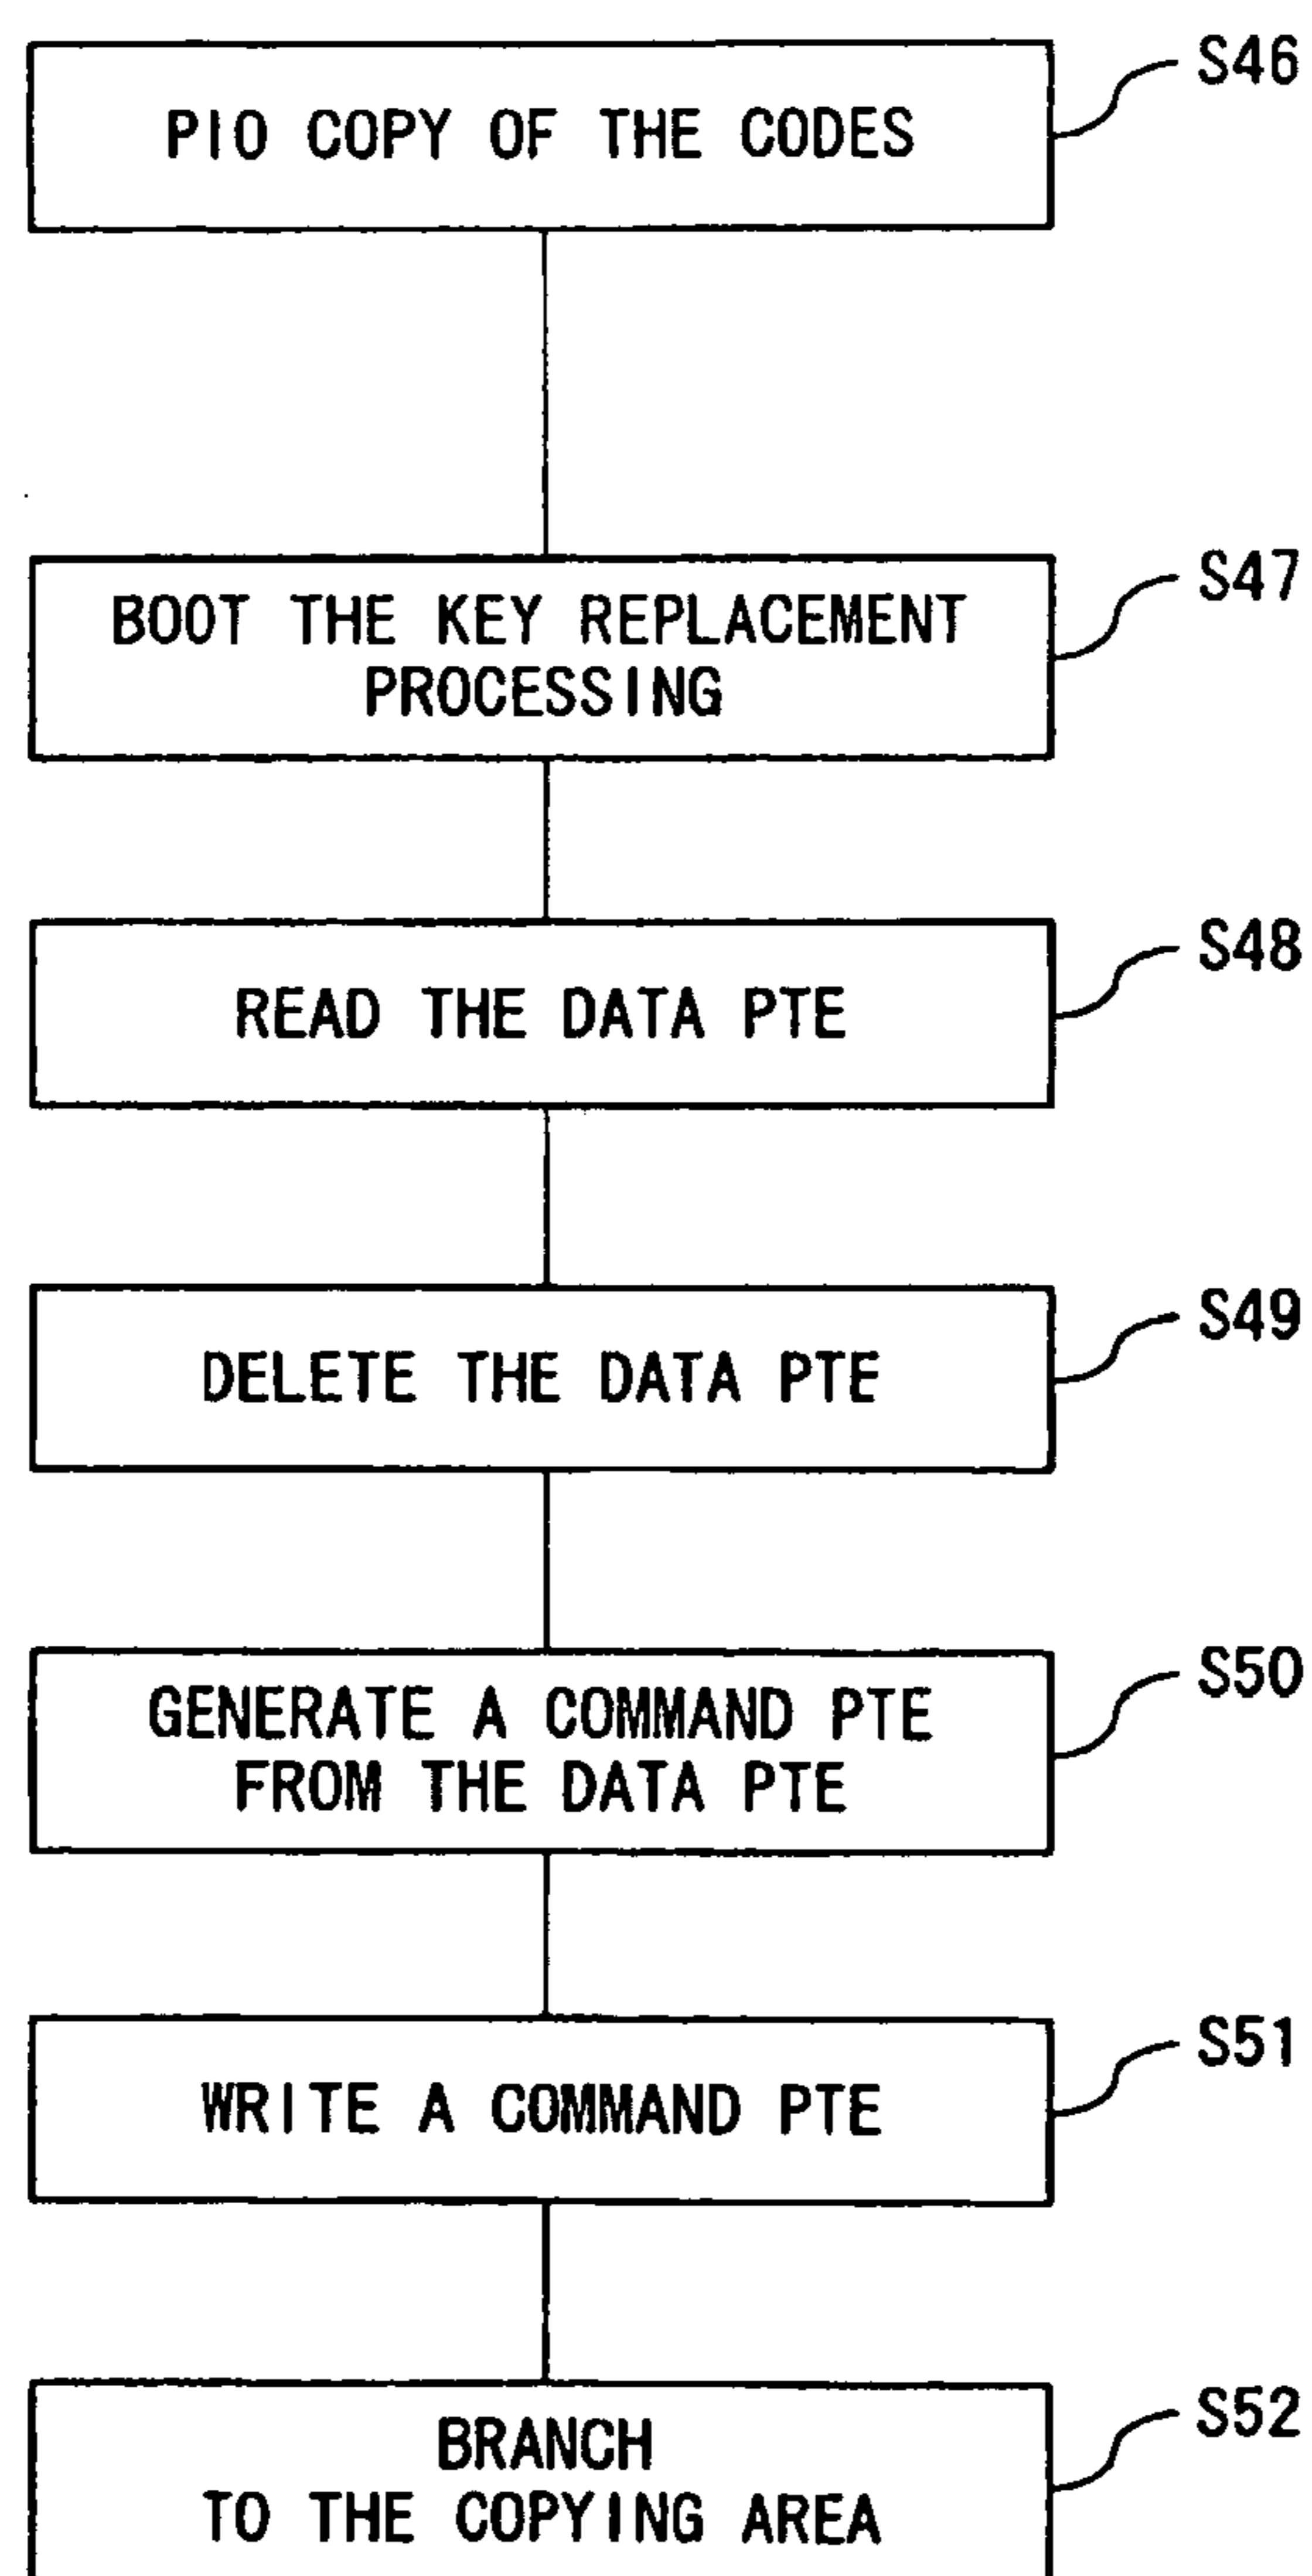 S46
PIO COPY OF THE CODES
S47
BOOT THE KEY REPLACEMENT
PROCESSING
S48
READ THE DATA PTE
S49
DELETE THE DATA PTE
S50
GENERATE A COMMAND PTE
FROM THE DATA PTE
S51
WRITE A COMMAND PTE
S52
BRANCH
TO THE COPYING AREA